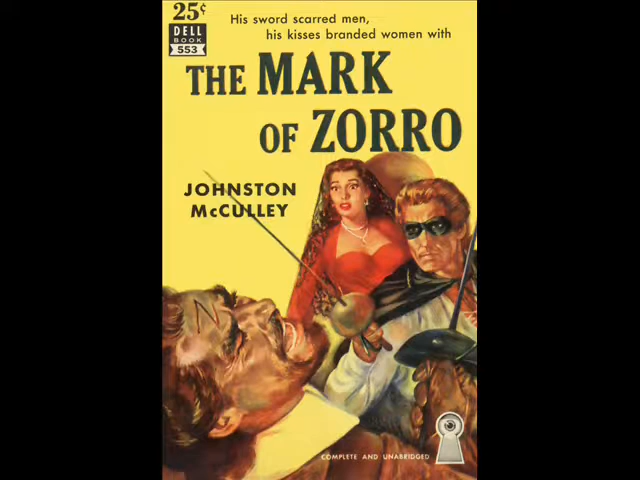 25¢
DELL
BOOK
553
His sword scarred men,
his kisses branded women with
THE MARK
OF ZORRO
JOHNSTON
McCULLEY
Z
COMPLETE AND UNABRIDGED